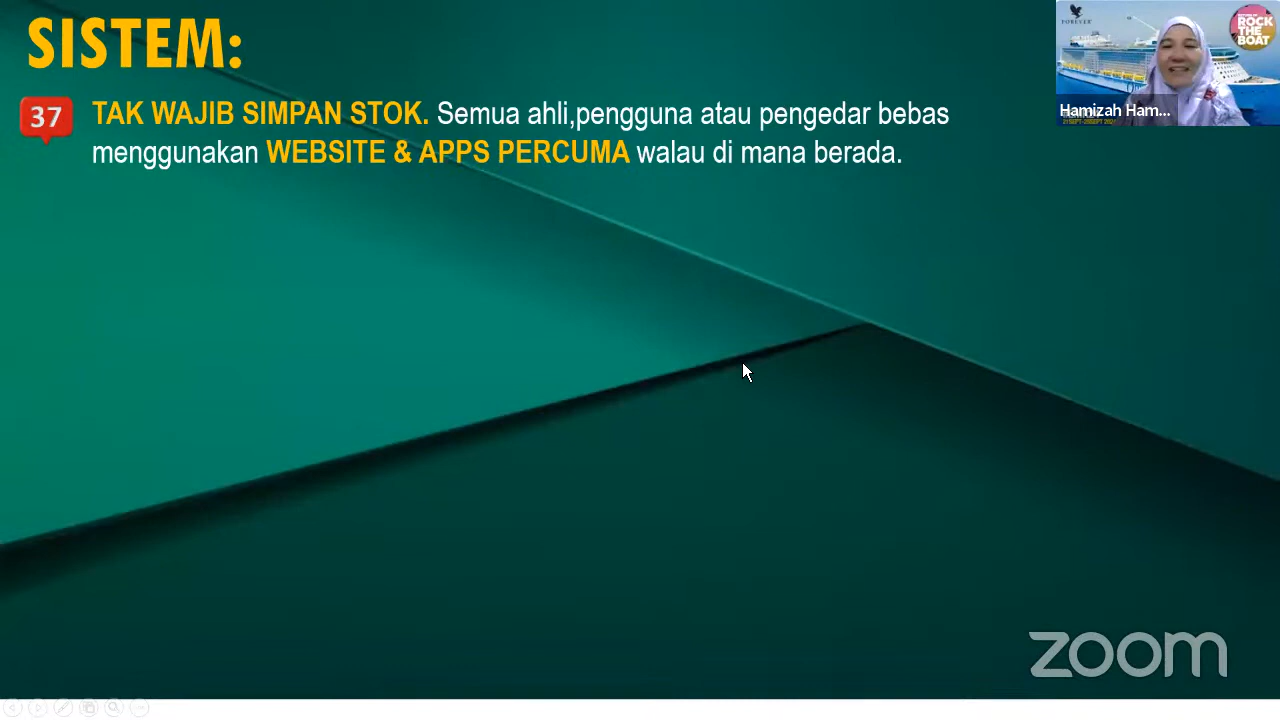 SISTEM:
37
TAK WAJIB SIMPAN STOK. Semua ahli,pengguna atau pengedar bebas
menggunakan WEBSITE & APPS PERCUMA walau di mana berada.
FOREVER
ROCK
THE
BOAT
Hamizah Ham...
zoom